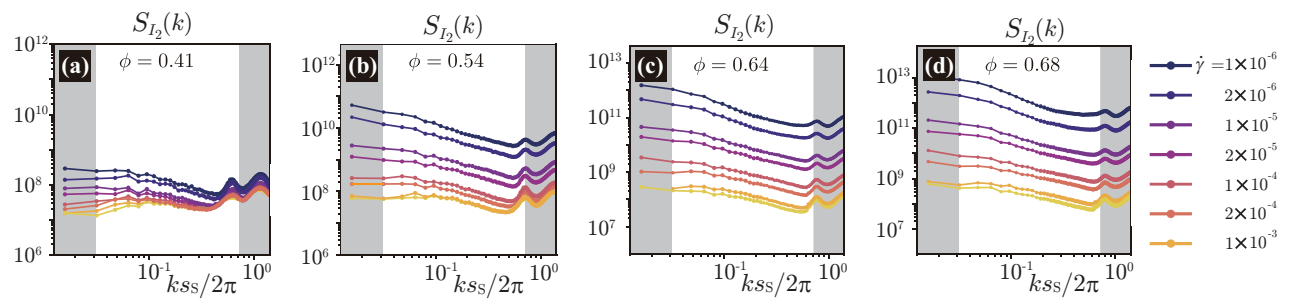 S_{I_2}(k)
(a) ϕ = 0.41
10^{12}
10^{10}
10^{8}
10^{6}
10^{-1} 10^{0}
ks_S/2π
S_{I_2}(k)
(b) ϕ = 0.54
10^{12}
10^{10}
10^{8}
10^{6}
10^{-1} 10^{0}
ks_S/2π
S_{I_2}(k)
(c) ϕ = 0.64
10^{13}
10^{11}
10^{9}
10^{7}
10^{-1} 10^{0}
ks_S/2π
S_{I_2}(k)
(d) ϕ = 0.68
10^{13}
10^{11}
10^{9}
10^{7}
10^{-1} 10^{0}
ks_S/2π
γ̇ =1×10^{-6}
2×10^{-6}
1×10^{-5}
2×10^{-5}
1×10^{-4}
2×10^{-4}
1×10^{-3}